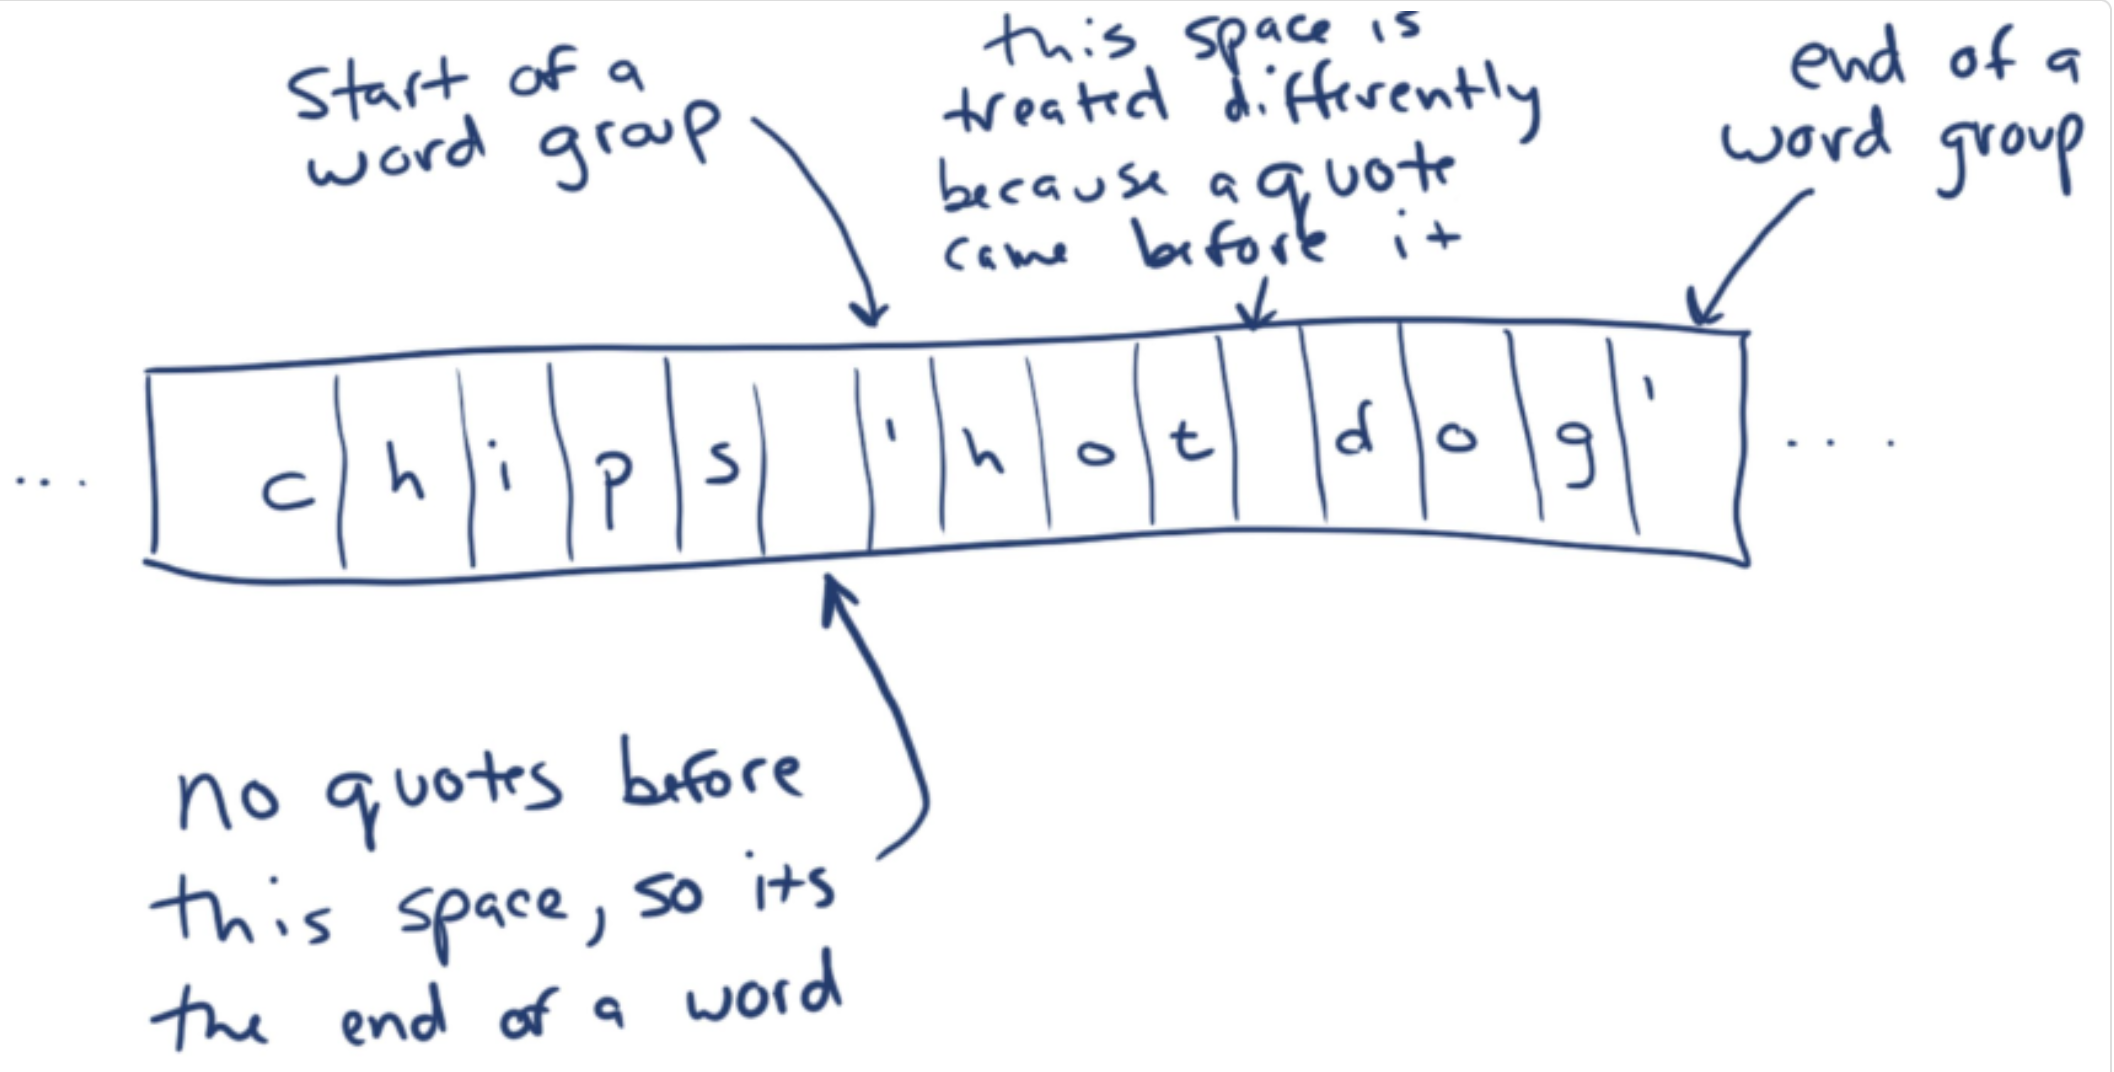 Start of a
word group
this space is
treated differently
because a quote
came before it
end of a
word group
... c h i p s ' h o t d o g ' ...
no quotes before
this space, so its
the end of a word